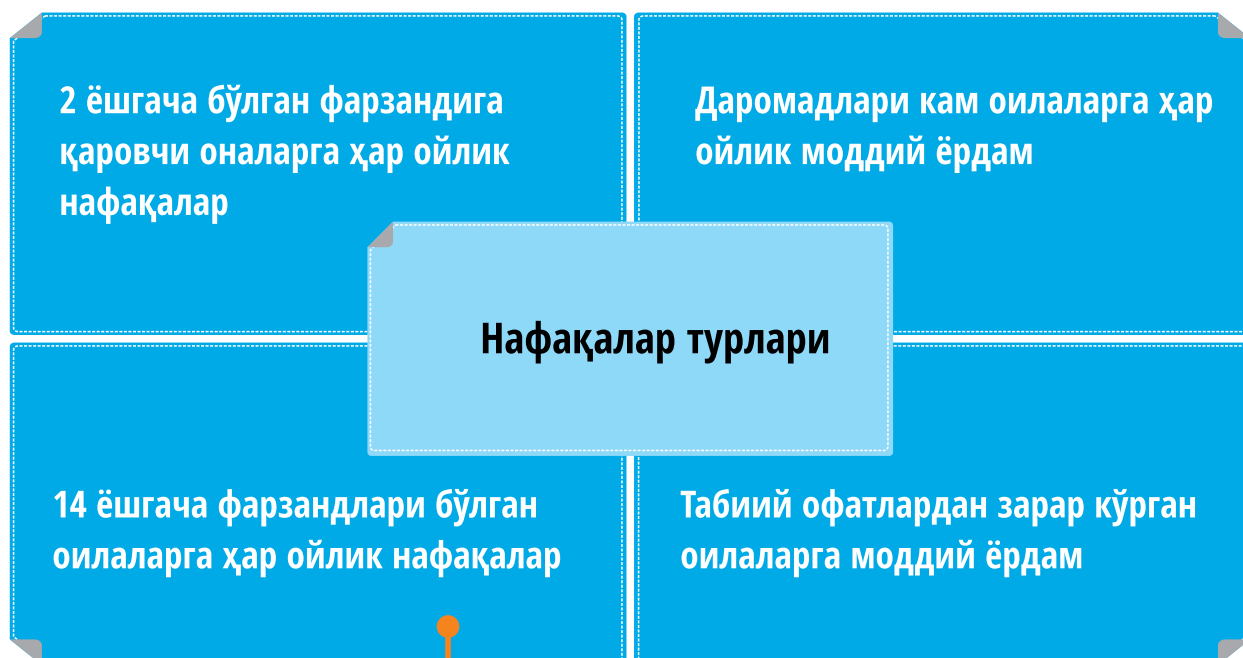 2 ёшгача бўлган фарзандига
қаровчи оналарга ҳар ойлик
нафақалар
Даромадлари кам оилаларга ҳар
ойлик моддий ёрдам
Нафақалар турлари
14 ёшгача фарзандлари бўлган
оилаларга ҳар ойлик нафақалар
Табиий офатлардан зарар кўрган
оилаларга моддий ёрдам